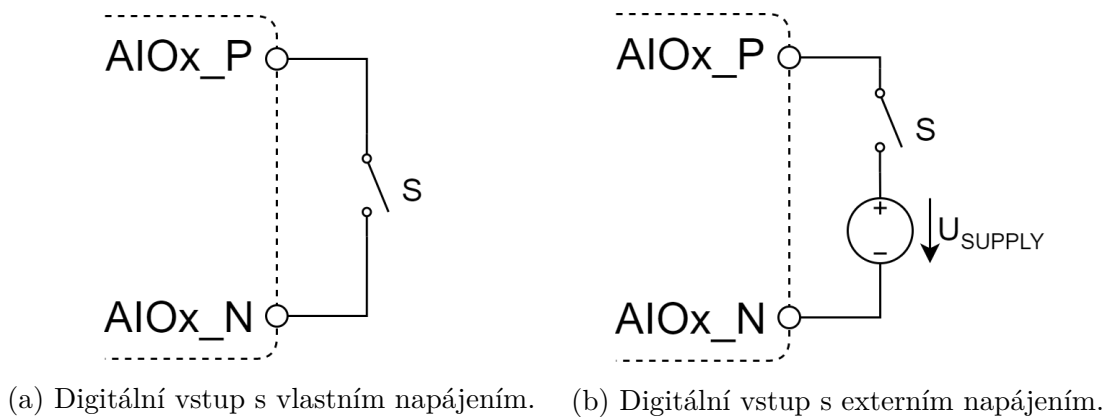 AIOx_P
S
AIOx_N
(a) Digitální vstup s vlastním napájením.
AIOx_P
S
+
−
U_SUPPLY
AIOx_N
(b) Digitální vstup s externím napájením.